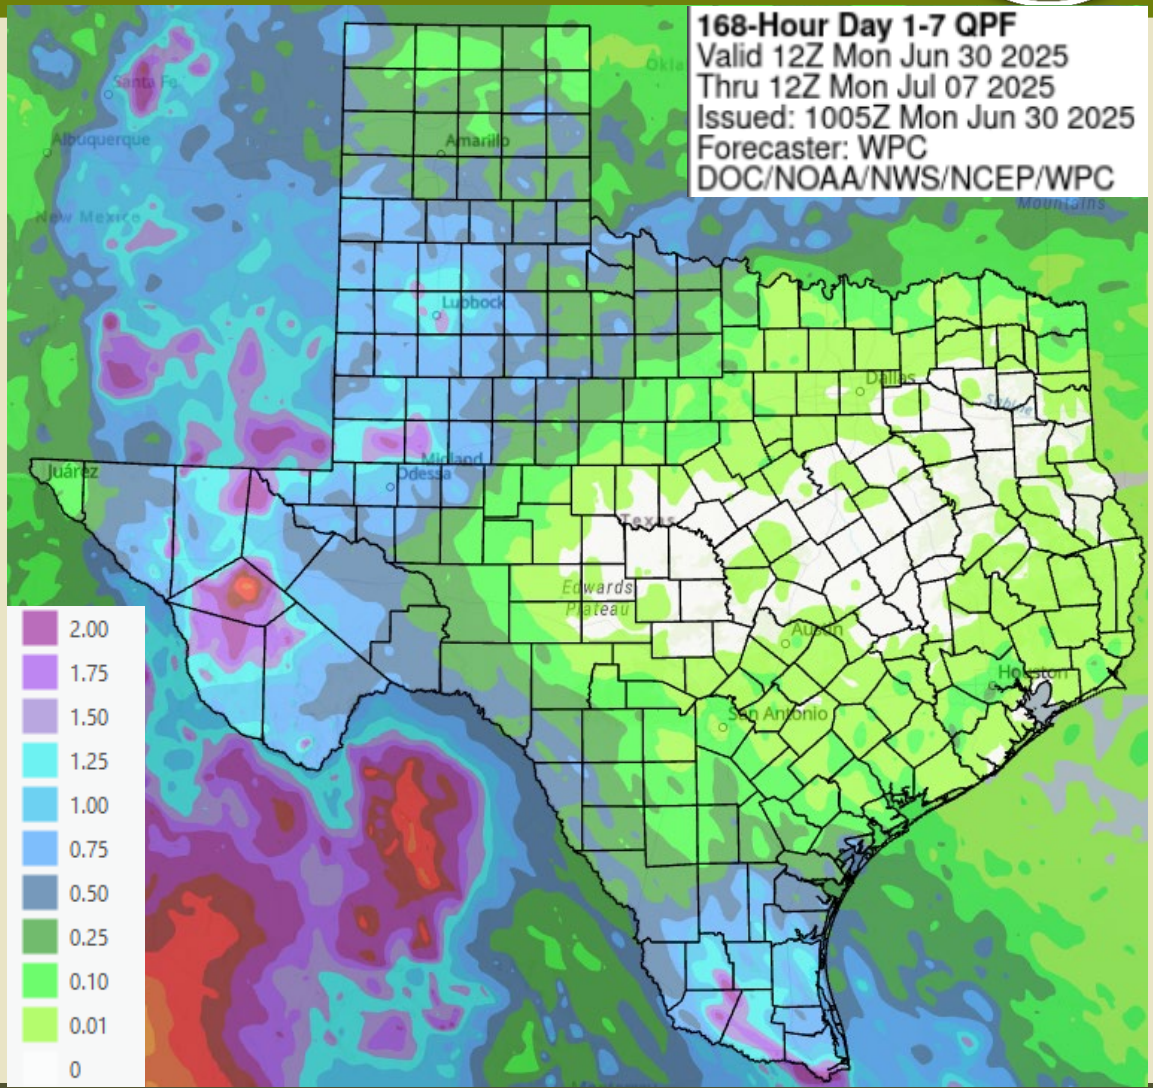 168-Hour Day 1-7 QPF
Valid 12Z Mon Jun 30 2025
Thru 12Z Mon Jul 07 2025
Issued: 1005Z Mon Jun 30 2025
Forecaster: WPC
DOC/NOAA/NWS/NCEP/WPC
Okla
Mountains
Santa Fe
Albuquerque
Amarillo
New Mexico
Lubbock
Dallas
Sabine
Midland
Odessa
Juárez
Texas
Edwards
Plateau
Austin
Houston
San Antonio
Monterrey
2.00
1.75
1.50
1.25
1.00
0.75
0.50
0.25
0.10
0.01
0